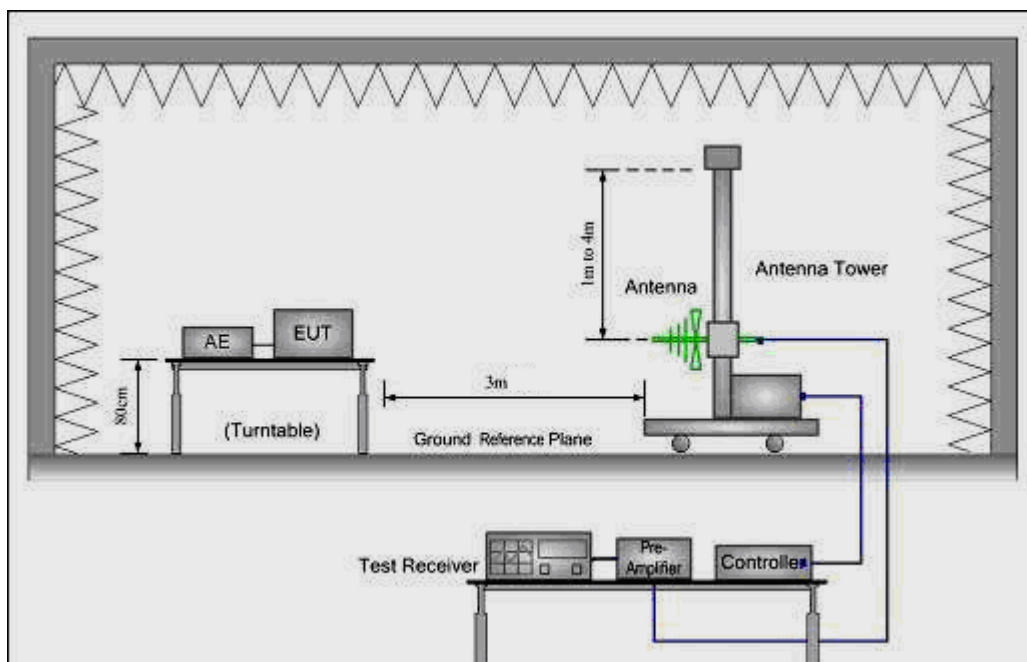 1m to 4m
Antenna
Antenna Tower
AE
EUT
80cm
(Turntable)
3m
Ground Reference Plane
Test Receiver
Pre-
Amplifier
Controller